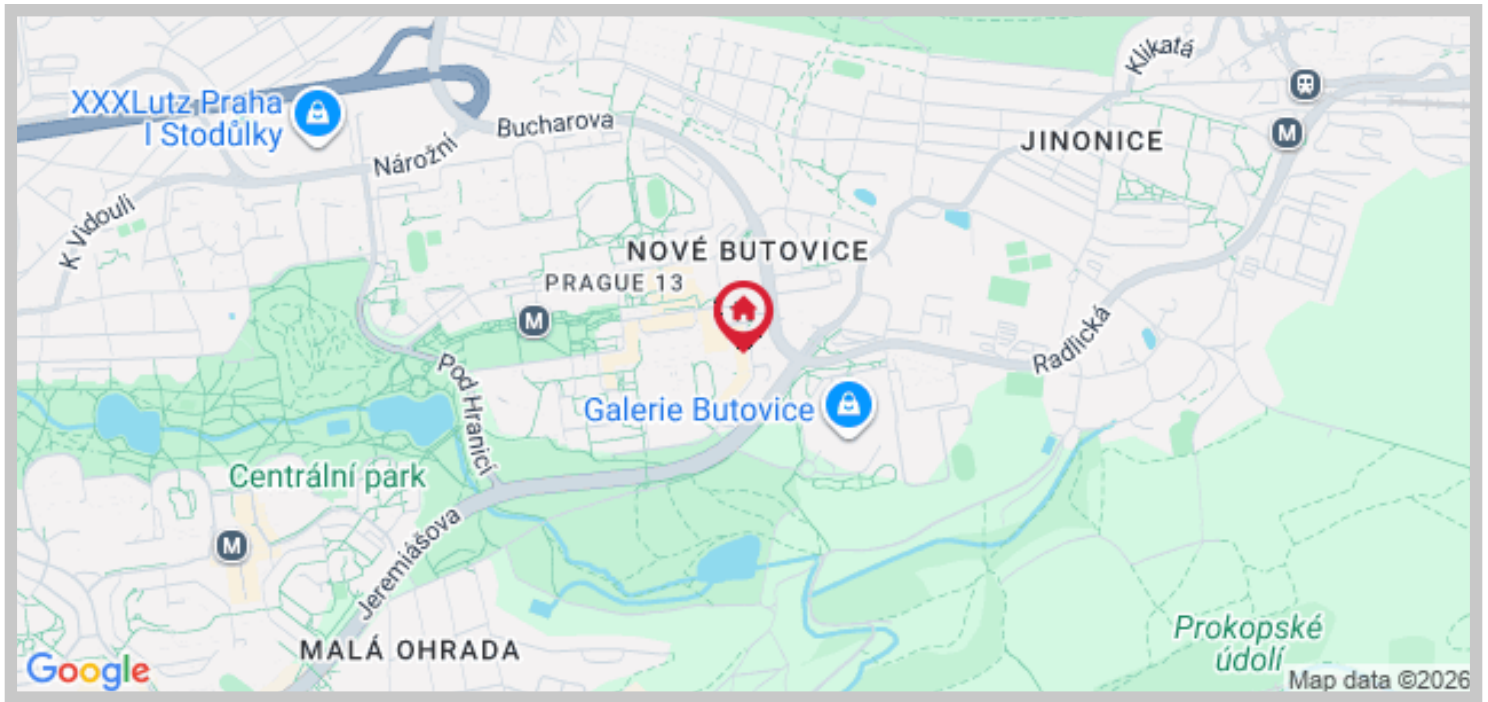 Klikatá
XXXLutz Praha
I Stodůlky
Bucharova
M
JINONICE
Nárožní
K Vidouli
NOVÉ BUTOVICE
PRAGUE 13
M
Radlická
Pod Hranicí
Galerie Butovice
Centrální park
M
Jeremiášova
MALÁ OHRADA
Prokopské
údolí
Google
Map data ©2026